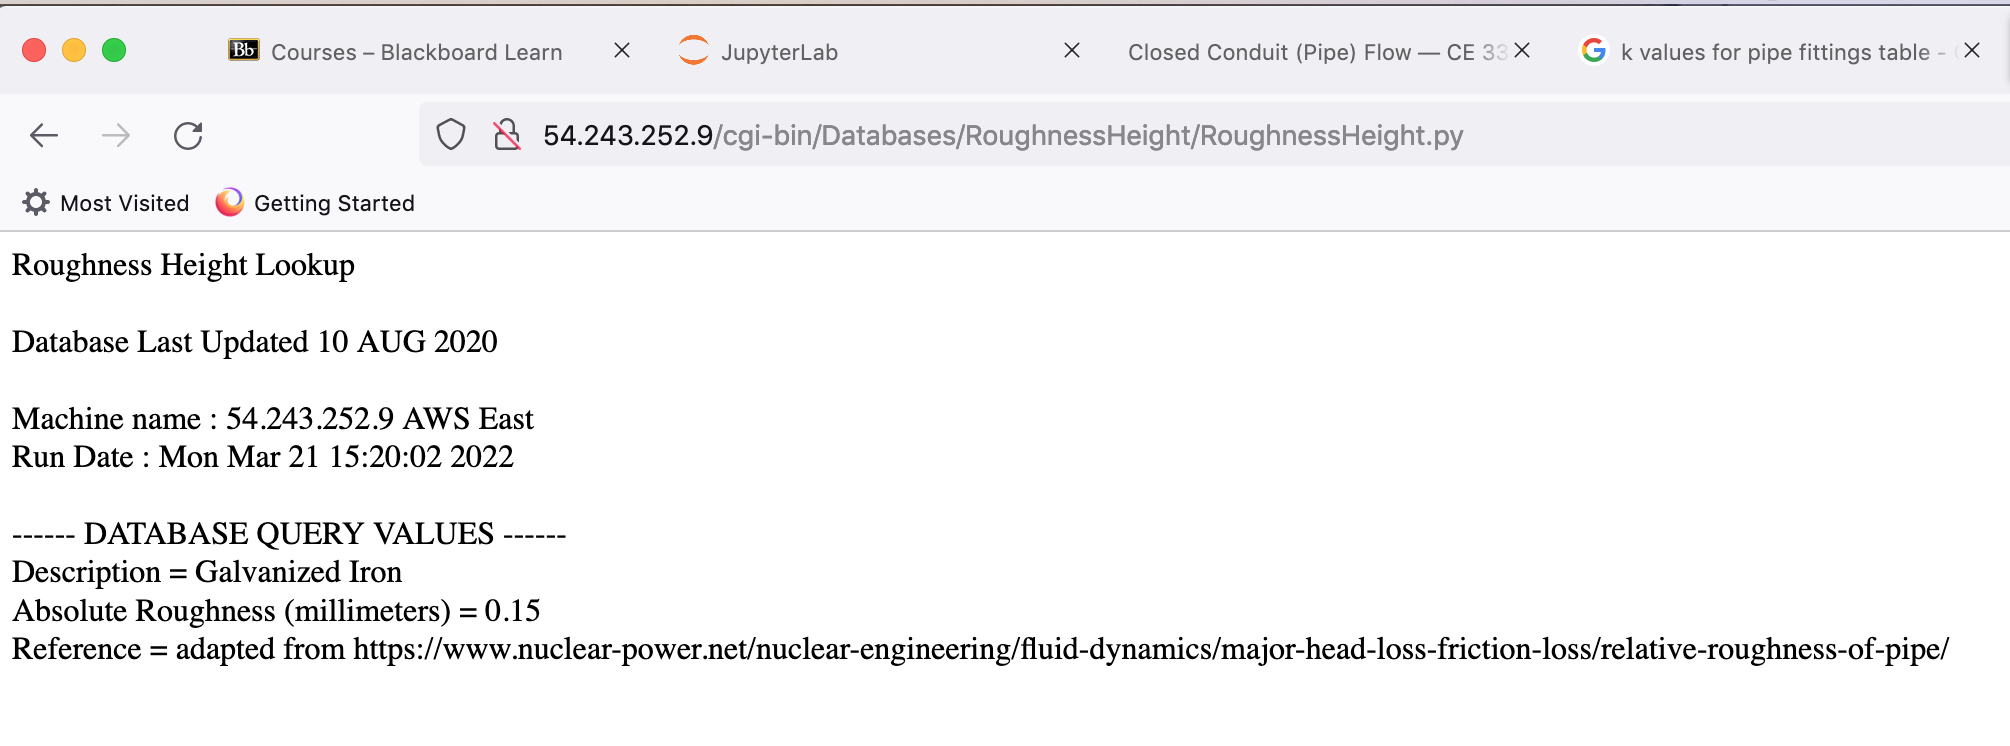 Courses – Blackboard Learn
JupyterLab
Closed Conduit (Pipe) Flow — CE 33
k values for pipe fittings table -
54.243.252.9/cgi-bin/Databases/RoughnessHeight/RoughnessHeight.py
Most Visited
Getting Started
Roughness Height Lookup
Database Last Updated 10 AUG 2020
Machine name : 54.243.252.9 AWS East
Run Date : Mon Mar 21 15:20:02 2022
------ DATABASE QUERY VALUES ------
Description = Galvanized Iron
Absolute Roughness (millimeters) = 0.15
Reference = adapted from https://www.nuclear-power.net/nuclear-engineering/fluid-dynamics/major-head-loss-friction-loss/relative-roughness-of-pipe/